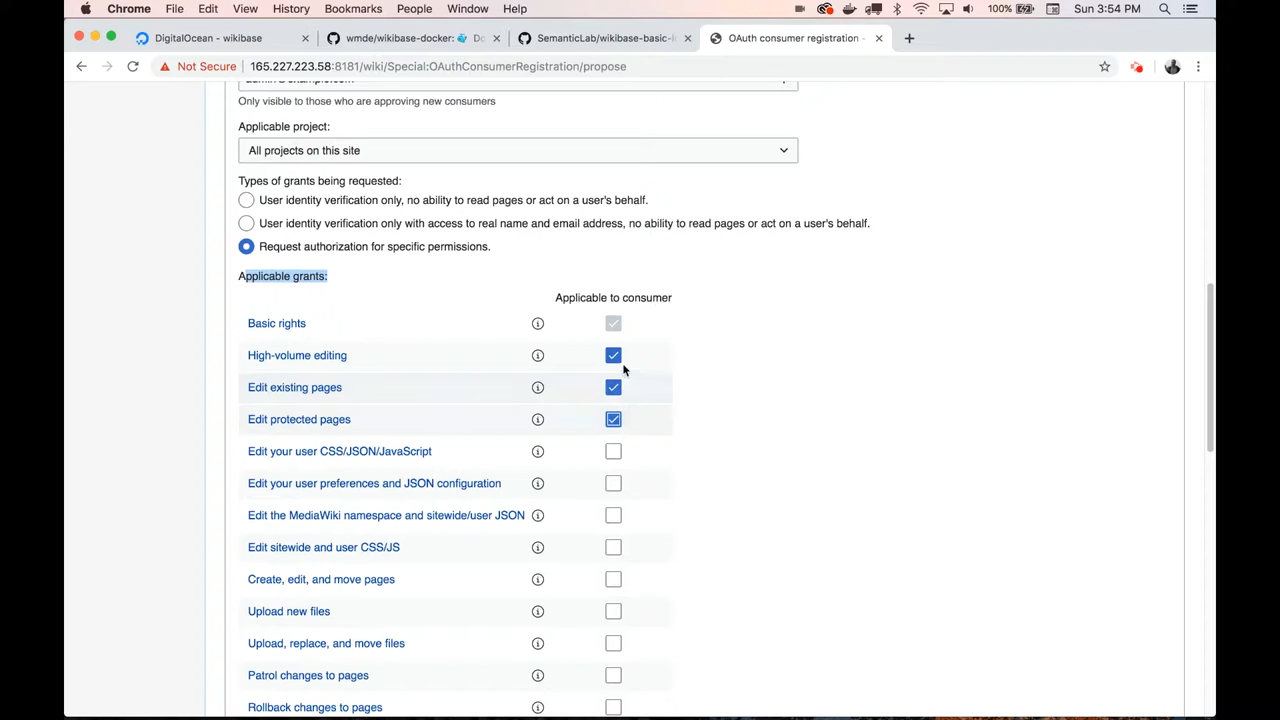 Chrome File Edit View History Bookmarks People Window Help 100% Sun 3:54 PM
DigitalOcean - wikibase × wmde/wikibase-docker: × SemanticLab/wikibase-basic- × OAuth consumer registration - × +
Not Secure 165.227.223.58:8181/wiki/Special:OAuthConsumerRegistration/propose
Only visible to those who are approving new consumers
Applicable project:
All projects on this site
Types of grants being requested:
User identity verification only, no ability to read pages or act on a user's behalf.
User identity verification only with access to real name and email address, no ability to read pages or act on a user's behalf.
Request authorization for specific permissions.
Applicable grants:
Applicable to consumer
Basic rights
High-volume editing
Edit existing pages
Edit protected pages
Edit your user CSS/JSON/JavaScript
Edit your user preferences and JSON configuration
Edit the MediaWiki namespace and sitewide/user JSON
Edit sitewide and user CSS/JS
Create, edit, and move pages
Upload new files
Upload, replace, and move files
Patrol changes to pages
Rollback changes to pages